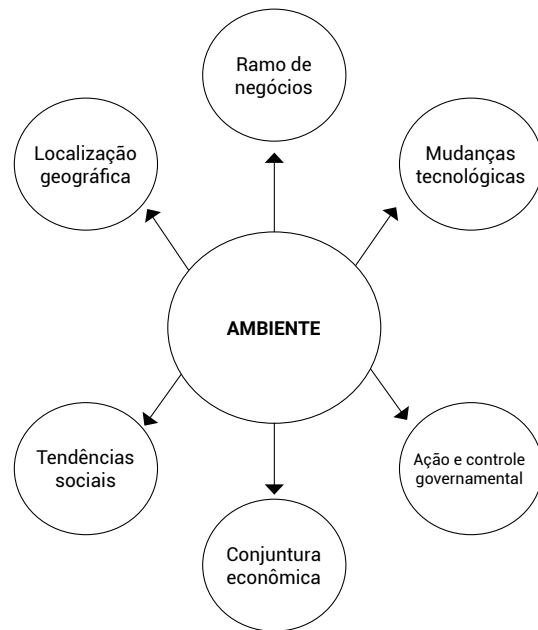 Ramo de
negócios
Localização
geográfica
Mudanças
tecnológicas
AMBIENTE
Tendências
sociais
Ação e controle
governamental
Conjuntura
econômica